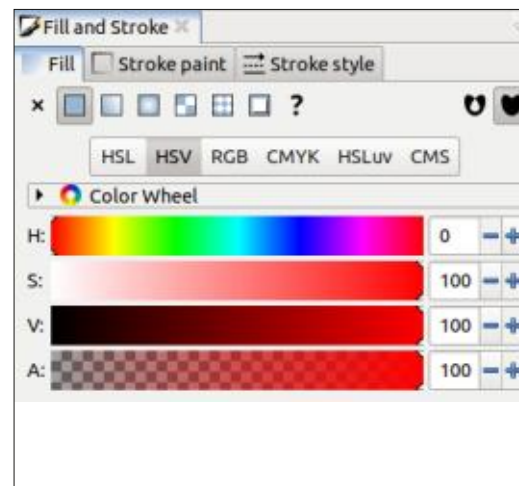 Fill and Stroke
Fill Stroke paint Stroke style
?
HSL HSV RGB CMYK HSLuv CMS
Color Wheel
H: 0
S: 100
V: 100
A: 100